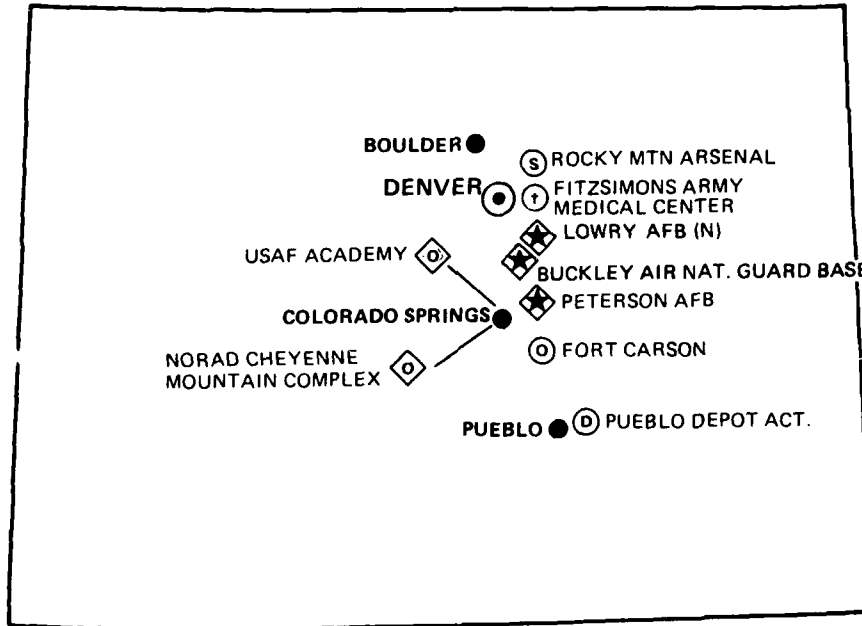 BOULDER
S ROCKY MTN ARSENAL
DENVER
† FITZSIMONS ARMY
MEDICAL CENTER
LOWRY AFB (N)
USAF ACADEMY O
BUCKLEY AIR NAT. GUARD BASE
PETERSON AFB
COLORADO SPRINGS
O FORT CARSON
NORAD CHEYENNE
MOUNTAIN COMPLEX O
PUEBLO
D PUEBLO DEPOT ACT.